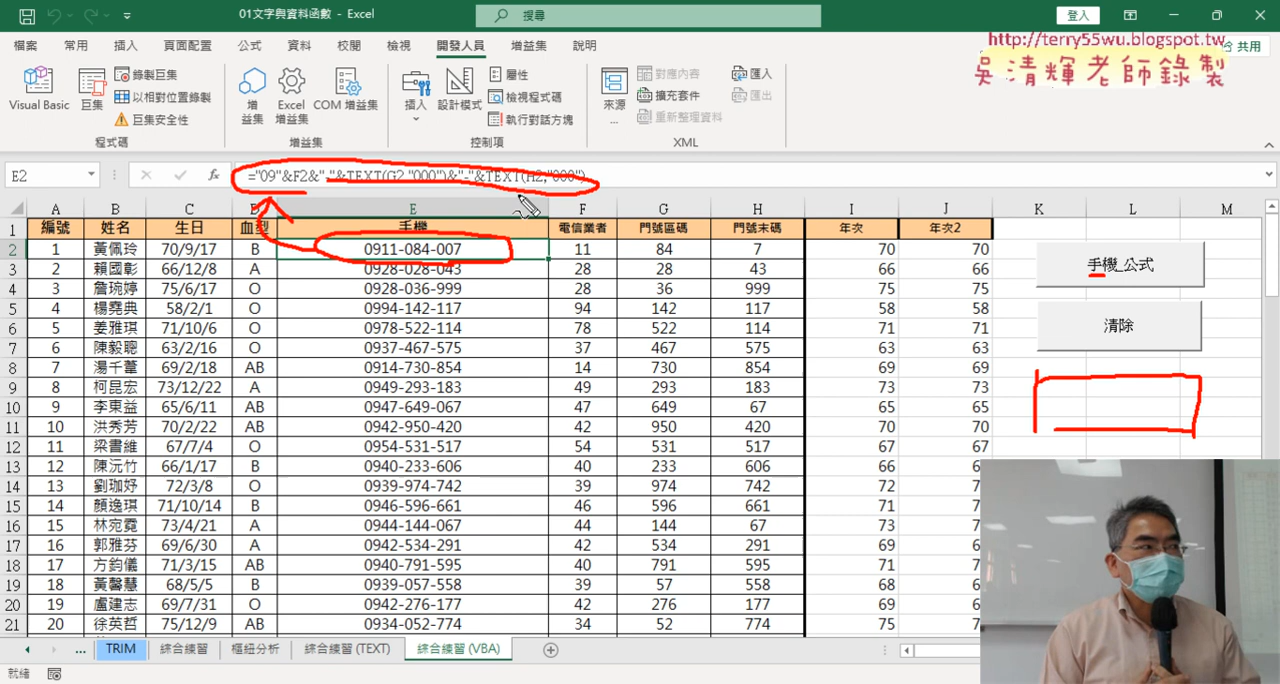 01文字與資料函數 - Excel
搜尋
登入
檔案 常用 插入 頁面配置 公式 資料 校閱 檢視 開發人員 增益集 說明
共用
http://terry55wu.blogspot.tw
吳清輝老師錄製
Visual Basic
巨集
錄製巨集
以相對位置錄製
巨集安全性
程式碼
增益集
Excel 增益集
COM 增益集
增益集
插入
設計模式
屬性
檢視程式碼
執行對話方塊
控制項
來源
...
對應內容
擴充套件
重新整理資料
匯入
匯出
XML
E2
fx
="09"&F2&"-"&TEXT(G2,"000")&"-"&TEXT(H2,"000")
A B C D E F G H I J K L M
1 編號 姓名 生日 血型 手機 電信業者 門號區碼 門號末碼 年次 年次2
2 1 黃佩玲 70/9/17 B 0911-084-007 11 84 7 70 70
3 2 賴國彰 66/12/8 A 0928-028-043 28 28 43 66 66
4 3 詹琬婷 75/6/17 O 0928-036-999 28 36 999 75 75
5 4 楊堯典 58/2/1 O 0994-142-117 94 142 117 58 58
6 5 姜雅琪 71/10/6 O 0978-522-114 78 522 114 71 71
7 6 陳毅聰 63/2/16 O 0937-467-575 37 467 575 63 63
8 7 湯千菫 69/2/18 AB 0914-730-854 14 730 854 69 69
9 8 柯昆宏 73/12/22 A 0949-293-183 49 293 183 73 73
10 9 李東益 65/6/11 AB 0947-649-067 47 649 67 65 65
11 10 洪秀芳 70/2/22 AB 0942-950-420 42 950 420 70 70
12 11 梁書維 67/7/4 O 0954-531-517 54 531 517 67 67
13 12 陳沅竹 66/1/17 B 0940-233-606 40 233 606 66
14 13 劉珈妤 72/3/8 O 0939-974-742 39 974 742 72
15 14 顏逸琪 71/10/14 B 0946-596-661 46 596 661 71
16 15 林宛霓 73/4/21 A 0944-144-067 44 144 67 73
17 16 郭雅芬 69/6/30 A 0942-534-291 42 534 291 69
18 17 方鈞儀 71/3/15 AB 0940-791-595 40 791 595 71
19 18 黃馨慧 68/5/5 B 0939-057-558 39 57 558 68
20 19 盧建志 69/7/31 O 0942-276-177 42 276 177 69
21 20 徐英哲 75/12/9 AB 0934-052-774 34 52 774 75
手機_公式
清除
... TRIM 綜合練習 樞紐分析 綜合練習 (TEXT) 綜合練習 (VBA)
就緒